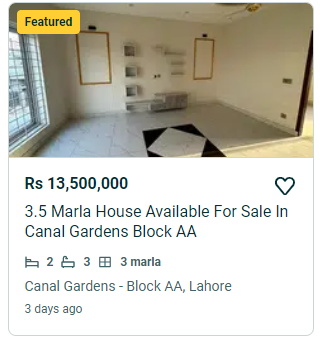 Featured
Rs 13,500,000
3.5 Marla House Available For Sale In
Canal Gardens Block AA
2 3 3 marla
Canal Gardens - Block AA, Lahore
3 days ago